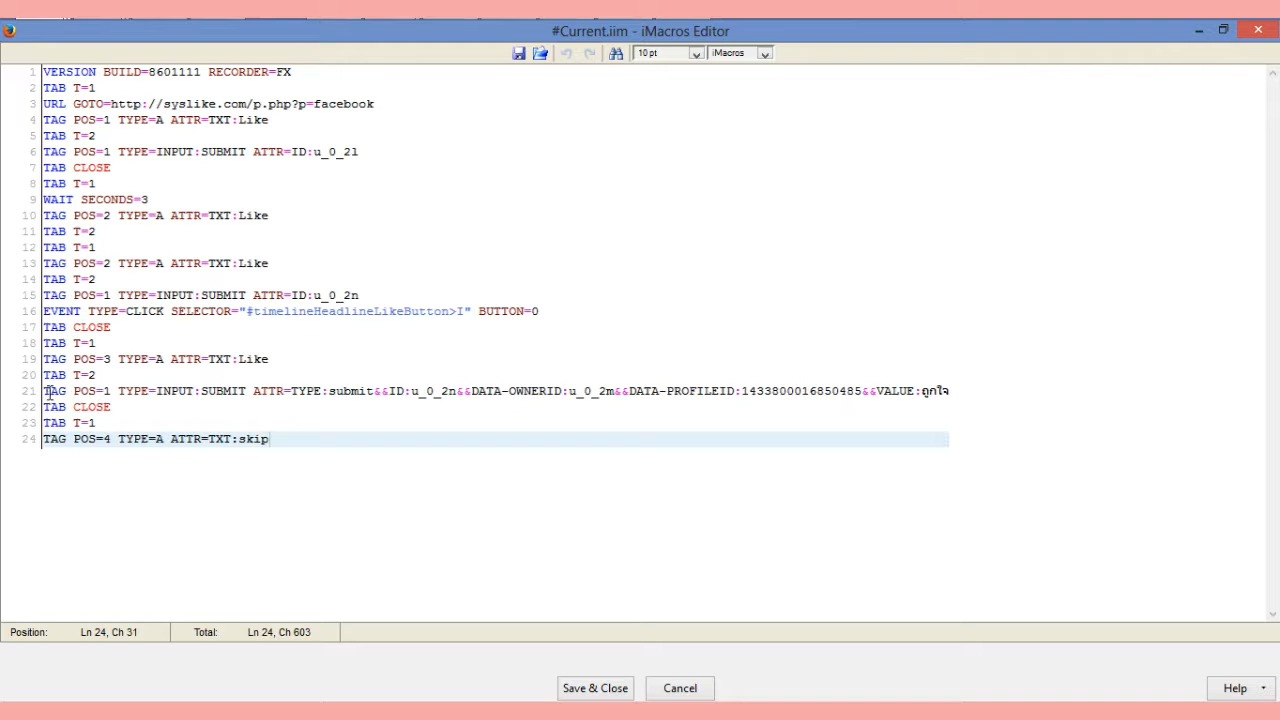 #Current.iim - iMacros Editor
10 pt iMacros
1 VERSION BUILD=8601111 RECORDER=FX
2 TAB T=1
3 URL GOTO=http://syslike.com/p.php?p=facebook
4 TAG POS=1 TYPE=A ATTR=TXT:Like
5 TAB T=2
6 TAG POS=1 TYPE=INPUT:SUBMIT ATTR=ID:u_0_2l
7 TAB CLOSE
8 TAB T=1
9 WAIT SECONDS=3
10 TAG POS=2 TYPE=A ATTR=TXT:Like
11 TAB T=2
12 TAB T=1
13 TAG POS=2 TYPE=A ATTR=TXT:Like
14 TAB T=2
15 TAG POS=1 TYPE=INPUT:SUBMIT ATTR=ID:u_0_2n
16 EVENT TYPE=CLICK SELECTOR="#timelineHeadlineLikeButton>I" BUTTON=0
17 TAB CLOSE
18 TAB T=1
19 TAG POS=3 TYPE=A ATTR=TXT:Like
20 TAB T=2
21 TAG POS=1 TYPE=INPUT:SUBMIT ATTR=TYPE:submit&&ID:u_0_2n&&DATA-OWNERID:u_0_2m&&DATA-PROFILEID:1433800016850485&&VALUE:ถูกใจ
22 TAB CLOSE
23 TAB T=1
24 TAG POS=4 TYPE=A ATTR=TXT:skip
Position: Ln 24, Ch 31 Total: Ln 24, Ch 603
Save & Close Cancel Help